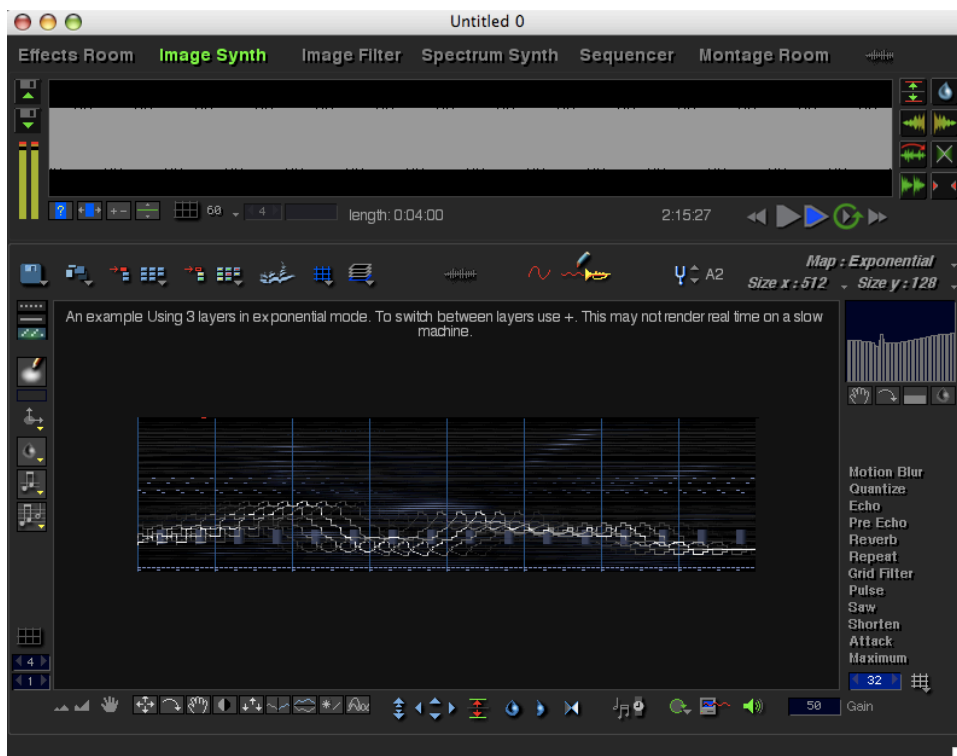 Untitled 0
Effects Room Image Synth Image Filter Spectrum Synth Sequencer Montage Room
? + - 60 4 length: 0:04:00 2:15:27
A2 Map : Exponential
Size x : 512 Size y : 128
An example Using 3 layers in exponential mode. To switch between layers use +. This may not render real time on a slow
machine.
Motion Blur
Quantize
Echo
Pre Echo
Reverb
Repeat
Grid Filter
Pulse
Saw
Shorten
Attack
Maximum
4
1
32
50 Gain